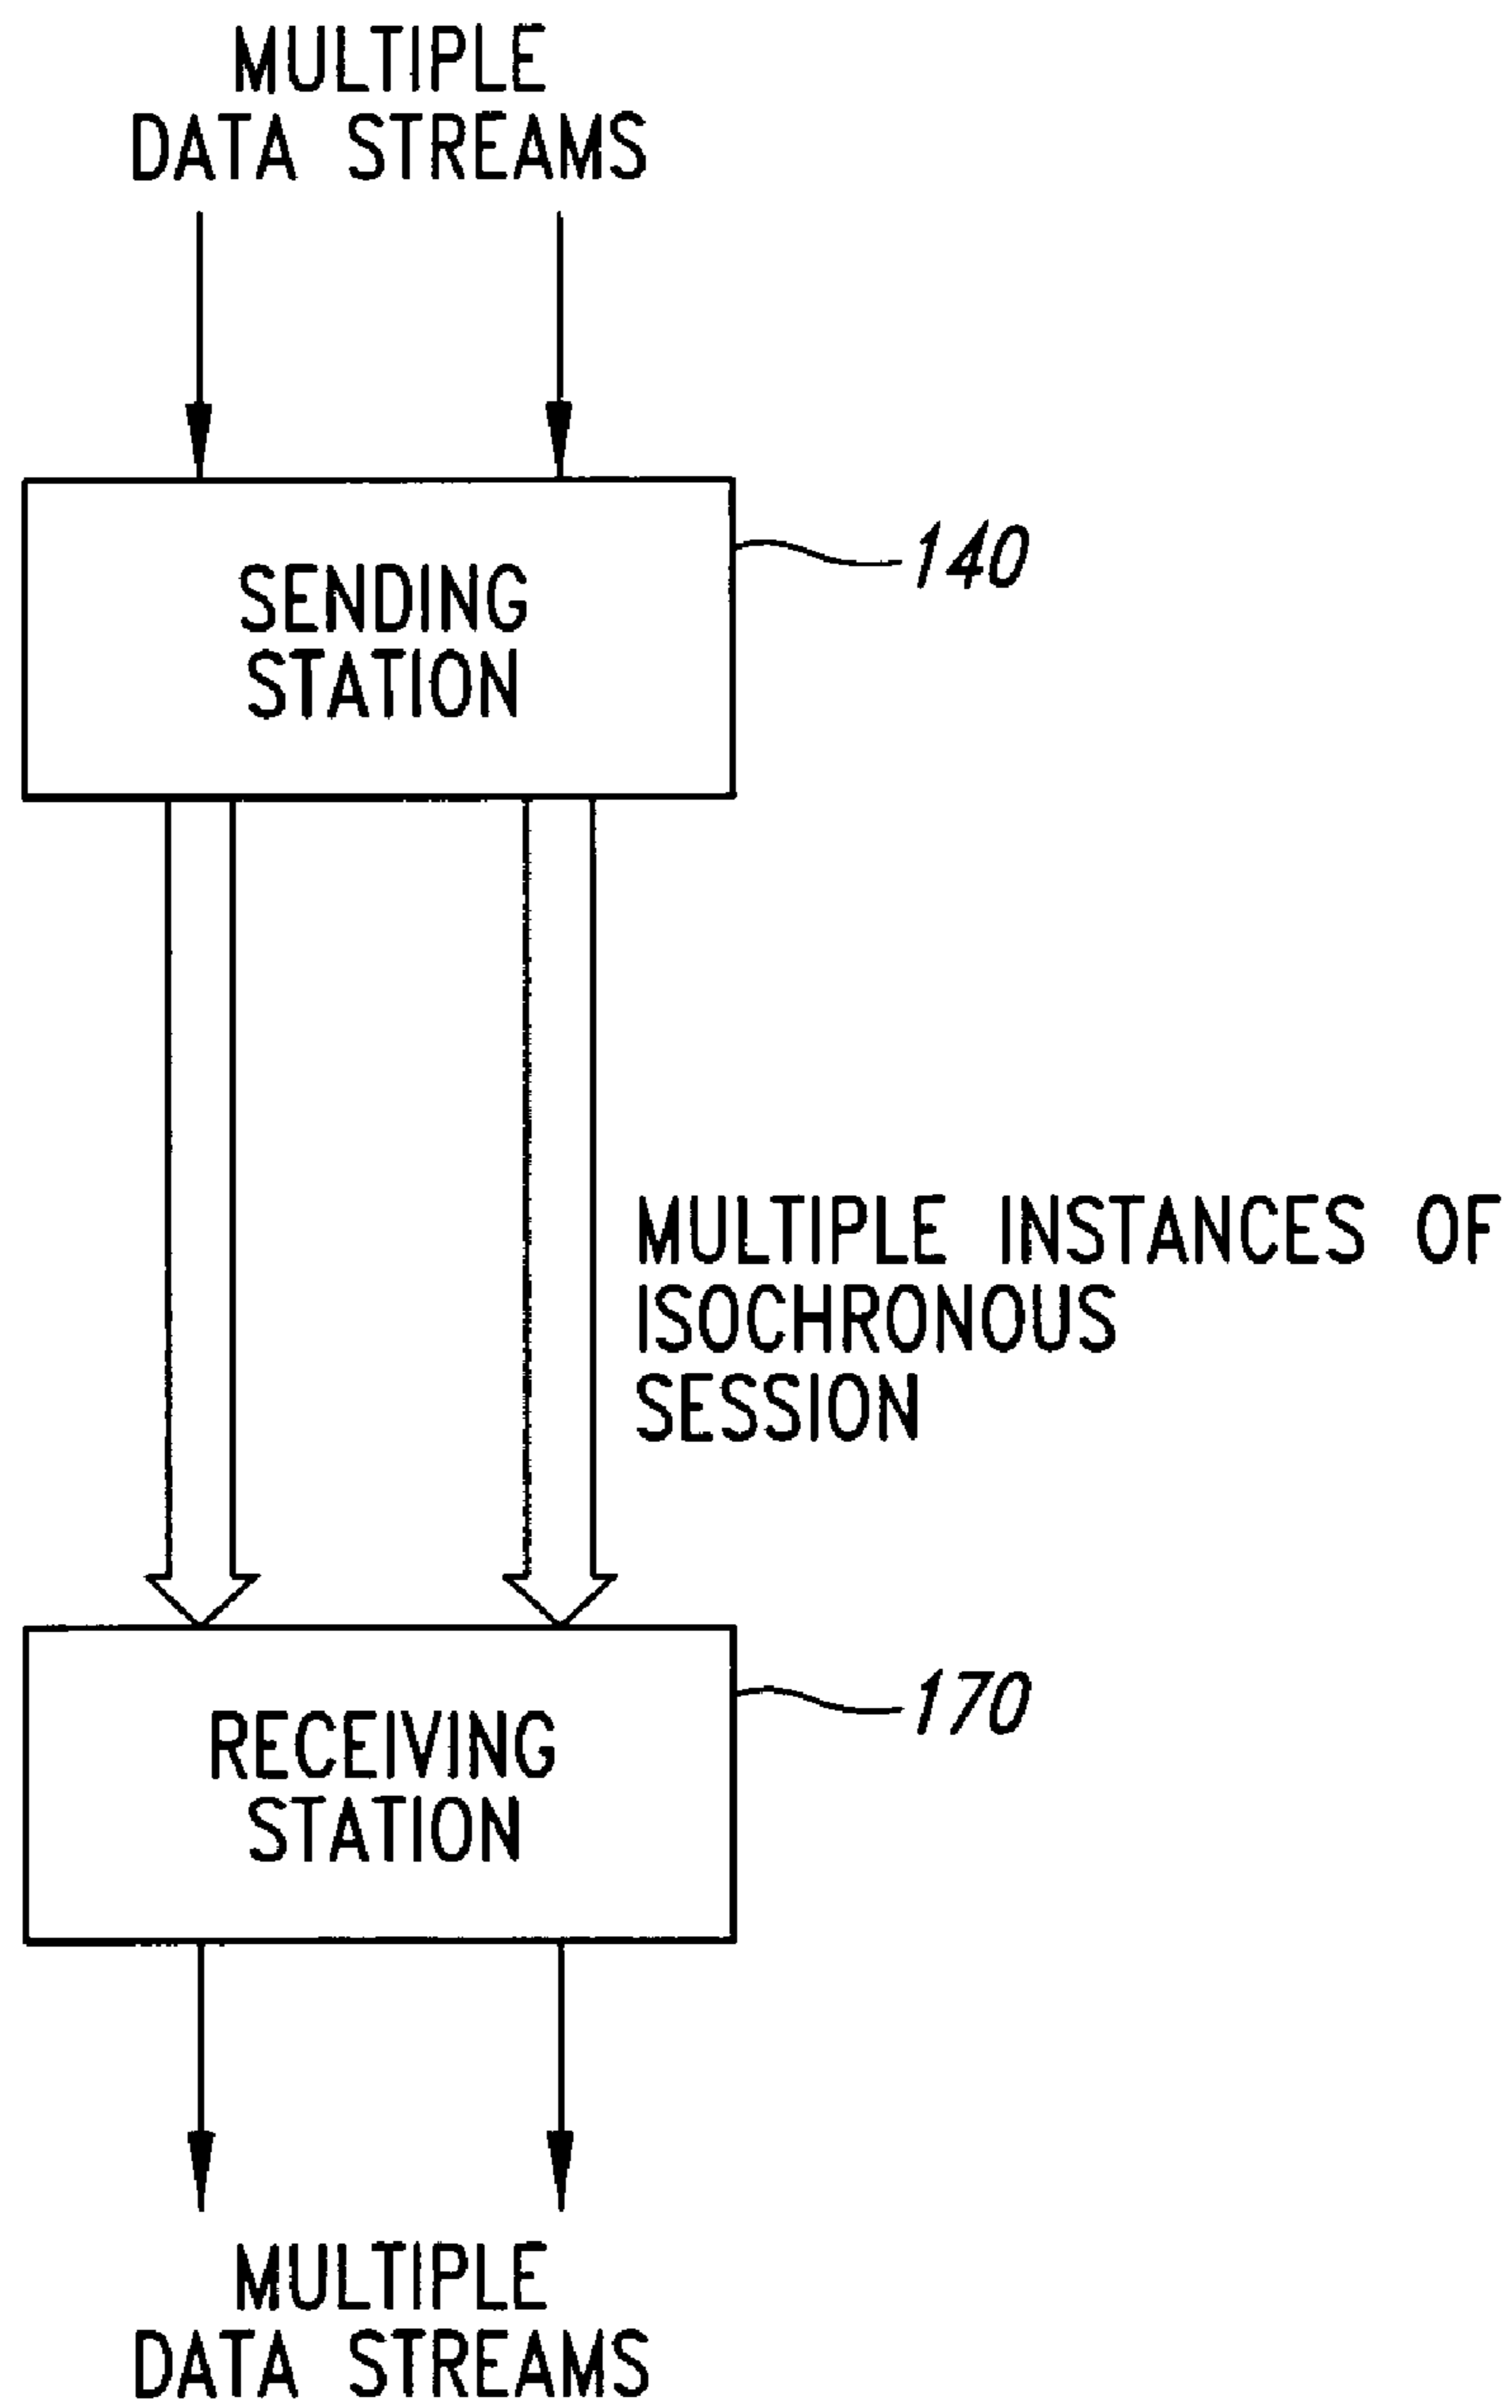 MULTIPLE
DATA STREAMS
140
SENDING
STATION
MULTIPLE INSTANCES OF
ISOCHRONOUS
SESSION
170
RECEIVING
STATION
MULTIPLE
DATA STREAMS